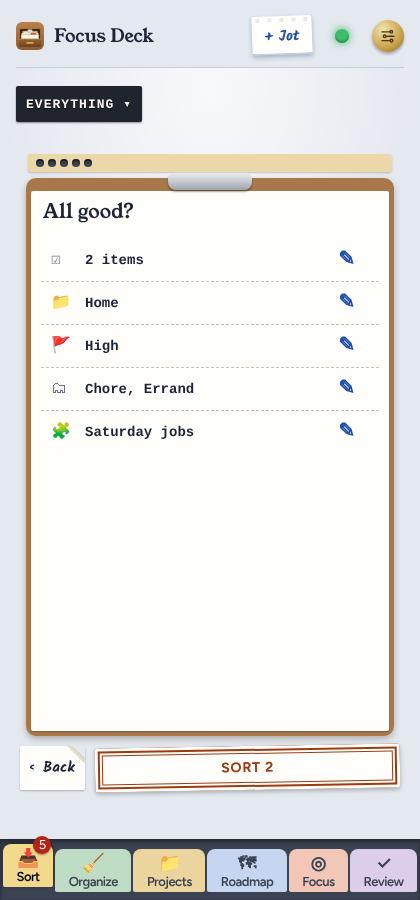 Focus Deck
+ Jot
EVERYTHING ▾
All good?
2 items
Home
High
Chore, Errand
Saturday jobs
‹ Back
SORT 2
5
Sort
Organize
Projects
Roadmap
Focus
Review